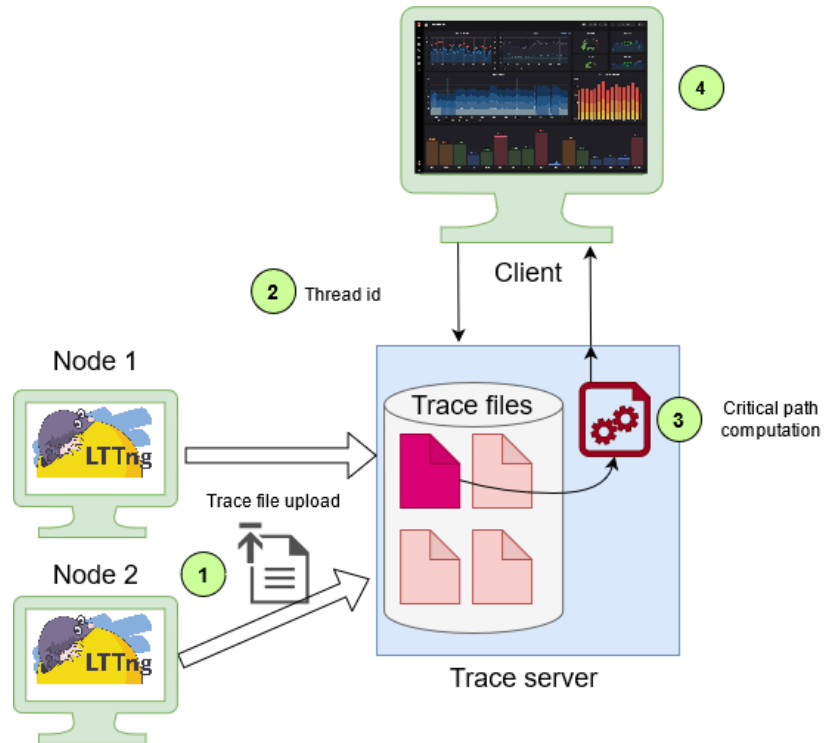 4
Client
2
Thread id
Node 1
Trace files
LTTng
3
Critical path
computation
Trace file upload
Node 2
1
LTTng
Trace server